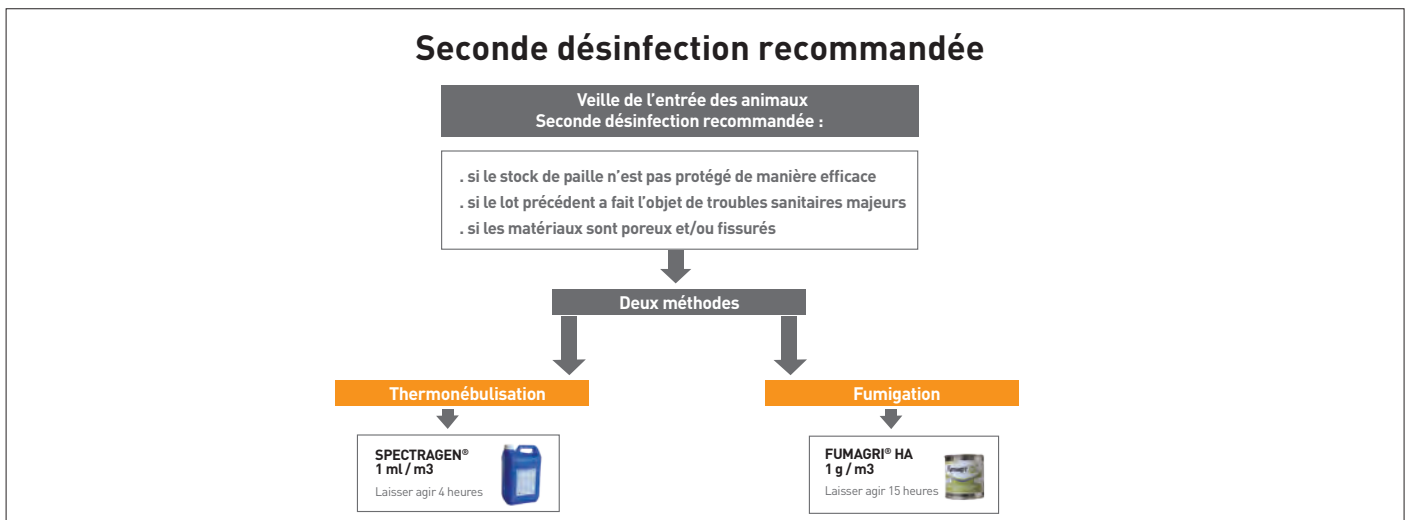 Seconde désinfection recommandée
Veille de l'entrée des animaux
Seconde désinfection recommandée :
. si le stock de paille n'est pas protégé de manière efficace
. si le lot précédent a fait l'objet de troubles sanitaires majeurs
. si les matériaux sont poreux et/ou fissurés
Deux méthodes
Thermonébulisation
Fumigation
SPECTRAGEN®
1 ml / m3
Laisser agir 4 heures
FUMAGRI® HA
1 g / m3
Laisser agir 15 heures